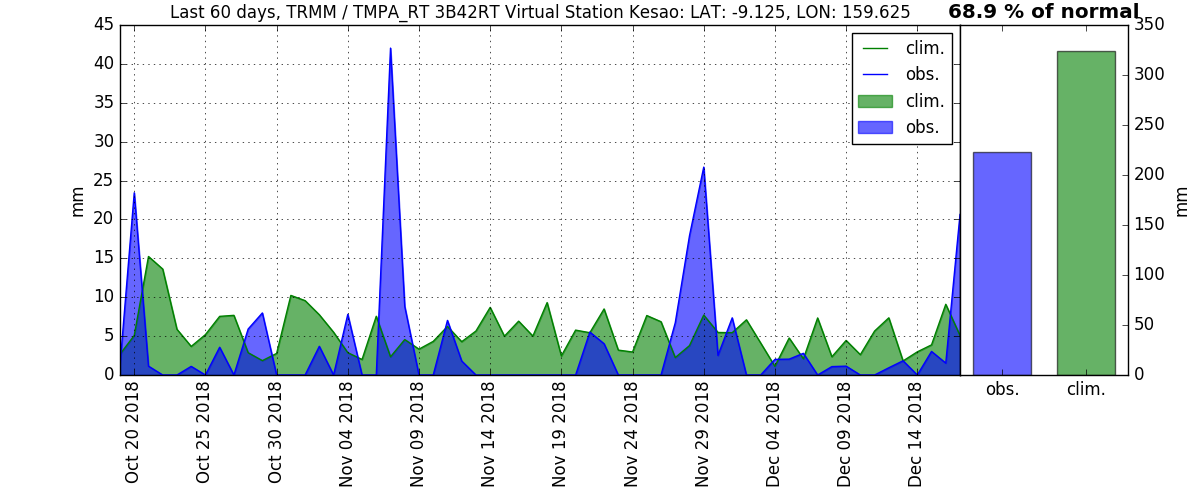 Last 60 days, TRMM / TMPA_RT 3B42RT Virtual Station Kesao: LAT: -9.125, LON: 159.625
68.9 % of normal
45
40
35
30
25
20
15
10
5
0
mm
clim.
obs.
clim.
obs.
350
300
250
200
150
100
50
0
mm
obs.
clim.
Oct 20 2018
Oct 25 2018
Oct 30 2018
Nov 04 2018
Nov 09 2018
Nov 14 2018
Nov 19 2018
Nov 24 2018
Nov 29 2018
Dec 04 2018
Dec 09 2018
Dec 14 2018